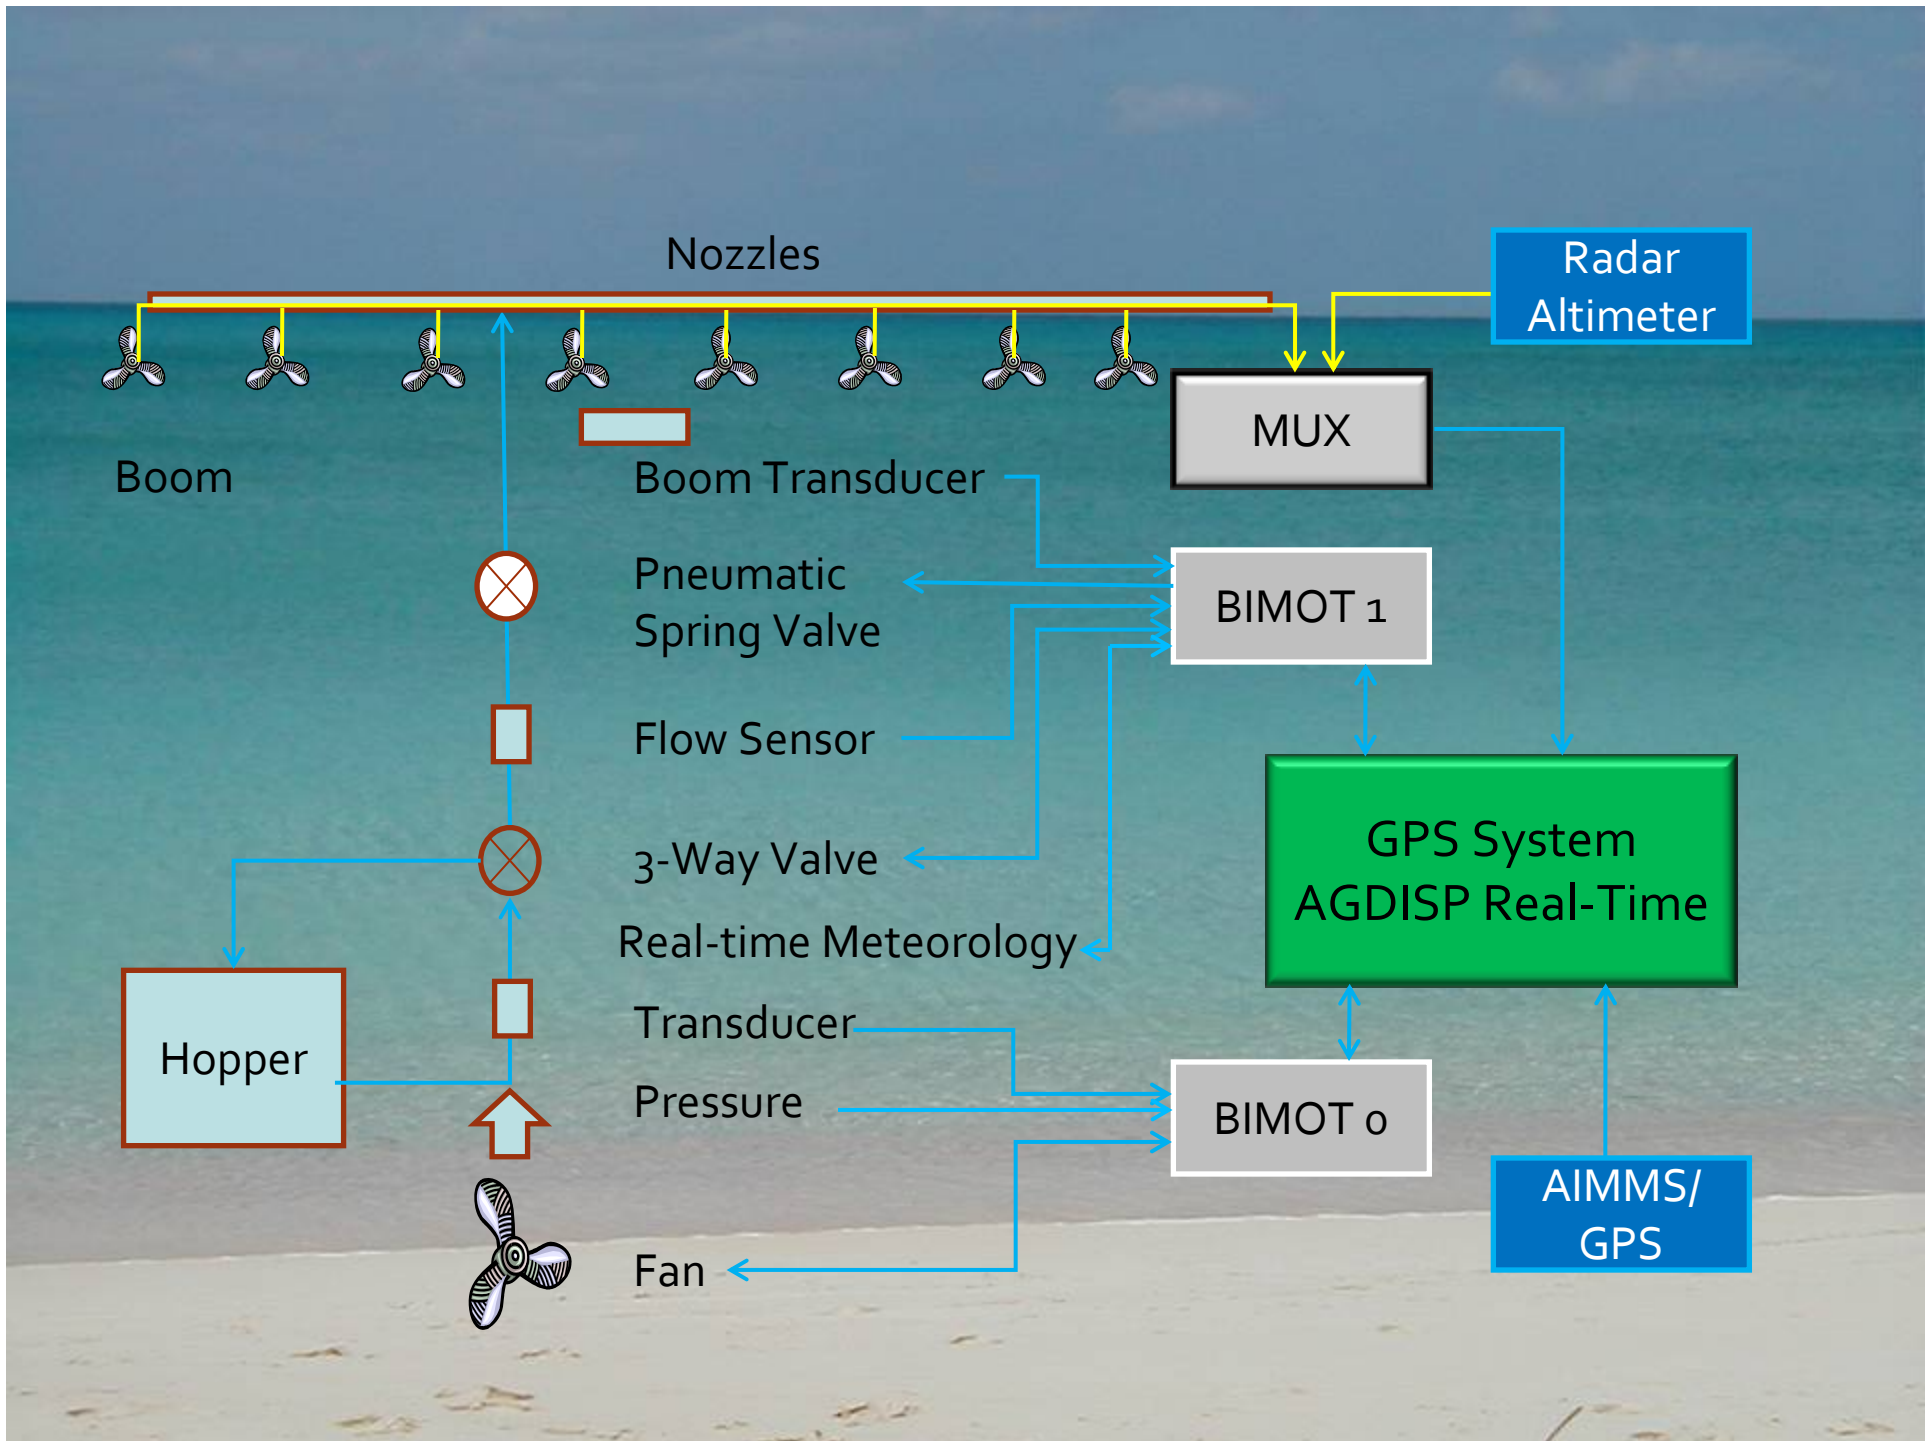 Nozzles
Radar
Altimeter
MUX
Boom
Boom Transducer
Pneumatic
Spring Valve
BIMOT 1
Flow Sensor
GPS System
AGDISP Real-Time
3-Way Valve
Real-time Meteorology
Hopper
Transducer
Pressure
BIMOT 0
AIMMS/
GPS
Fan